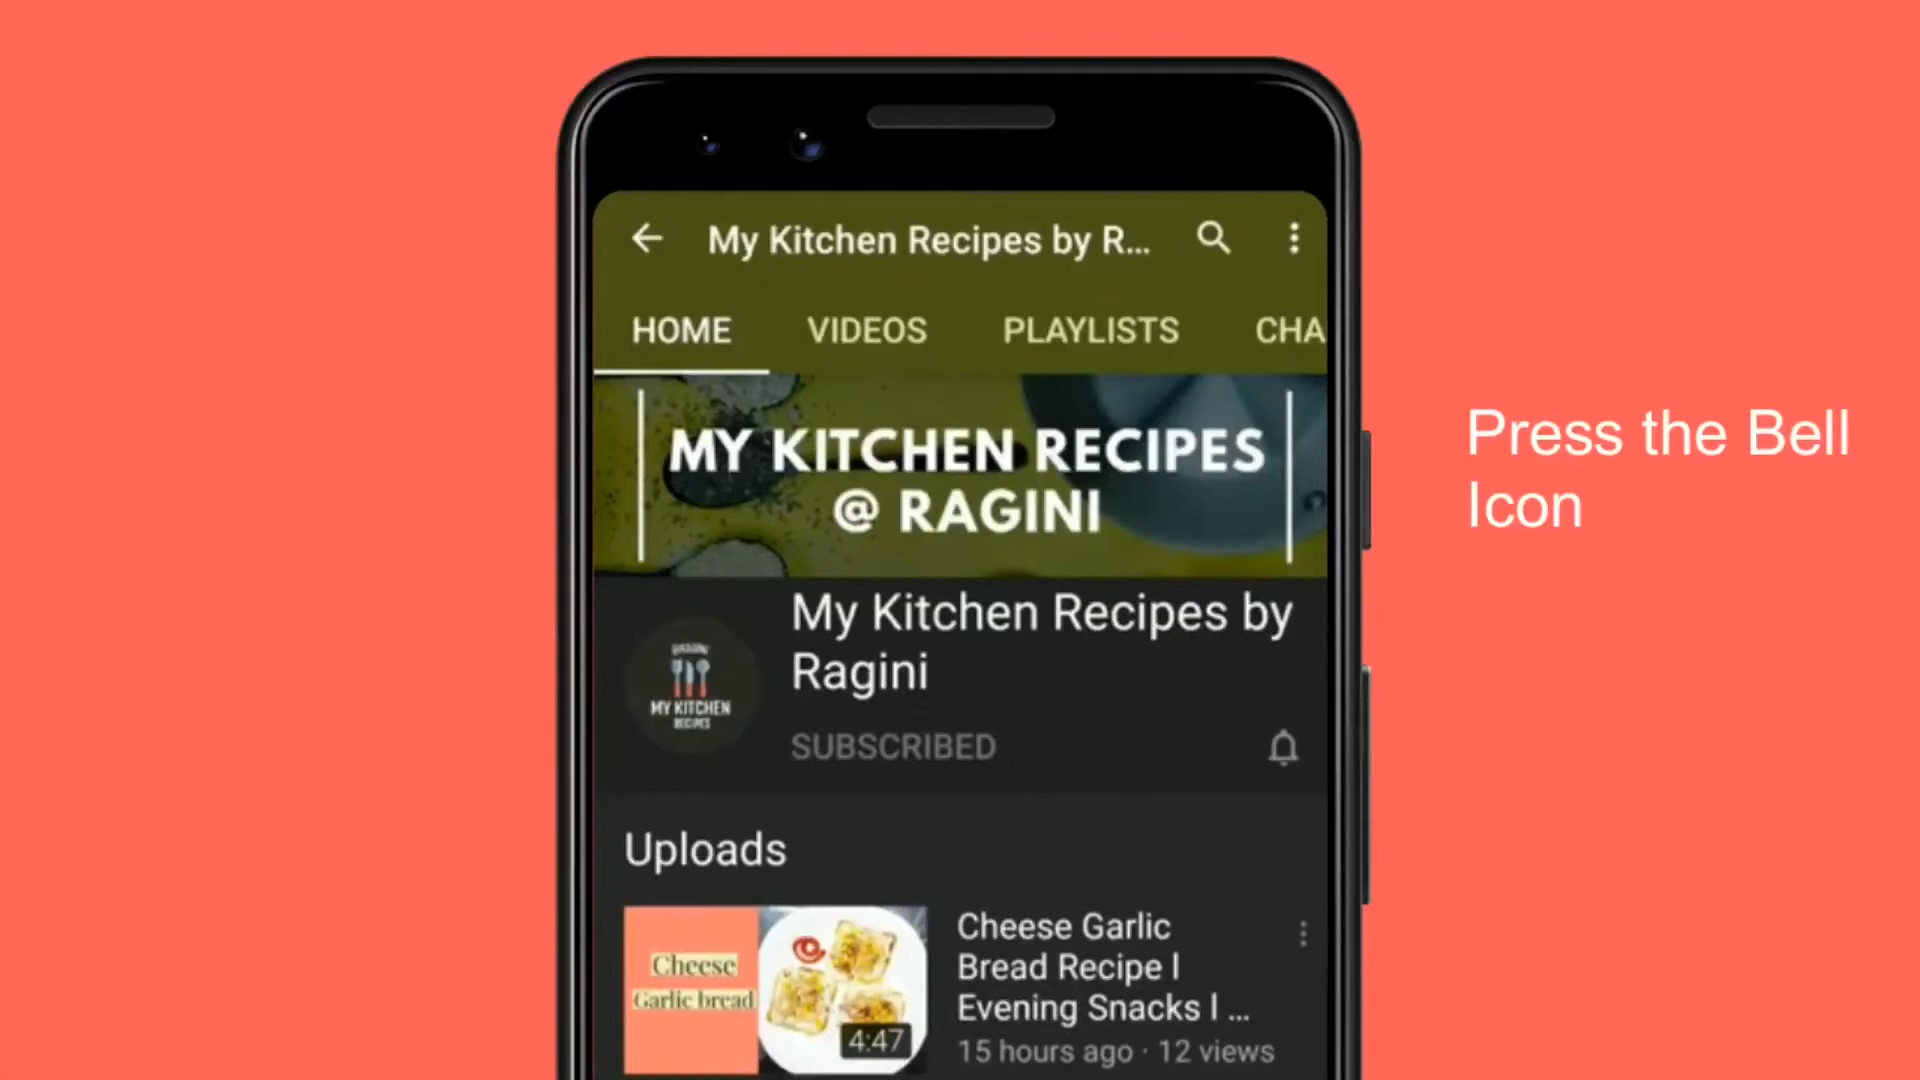 My Kitchen Recipes by R...
HOME VIDEOS PLAYLISTS CHA
MY KITCHEN RECIPES
@ RAGINI
My Kitchen Recipes by
Ragini
MY KITCHEN
RECIPES
SUBSCRIBED
Press the Bell
Icon
Uploads
Cheese
Garlic bread
4:47
Cheese Garlic
Bread Recipe l
Evening Snacks l ...
15 hours ago · 12 views